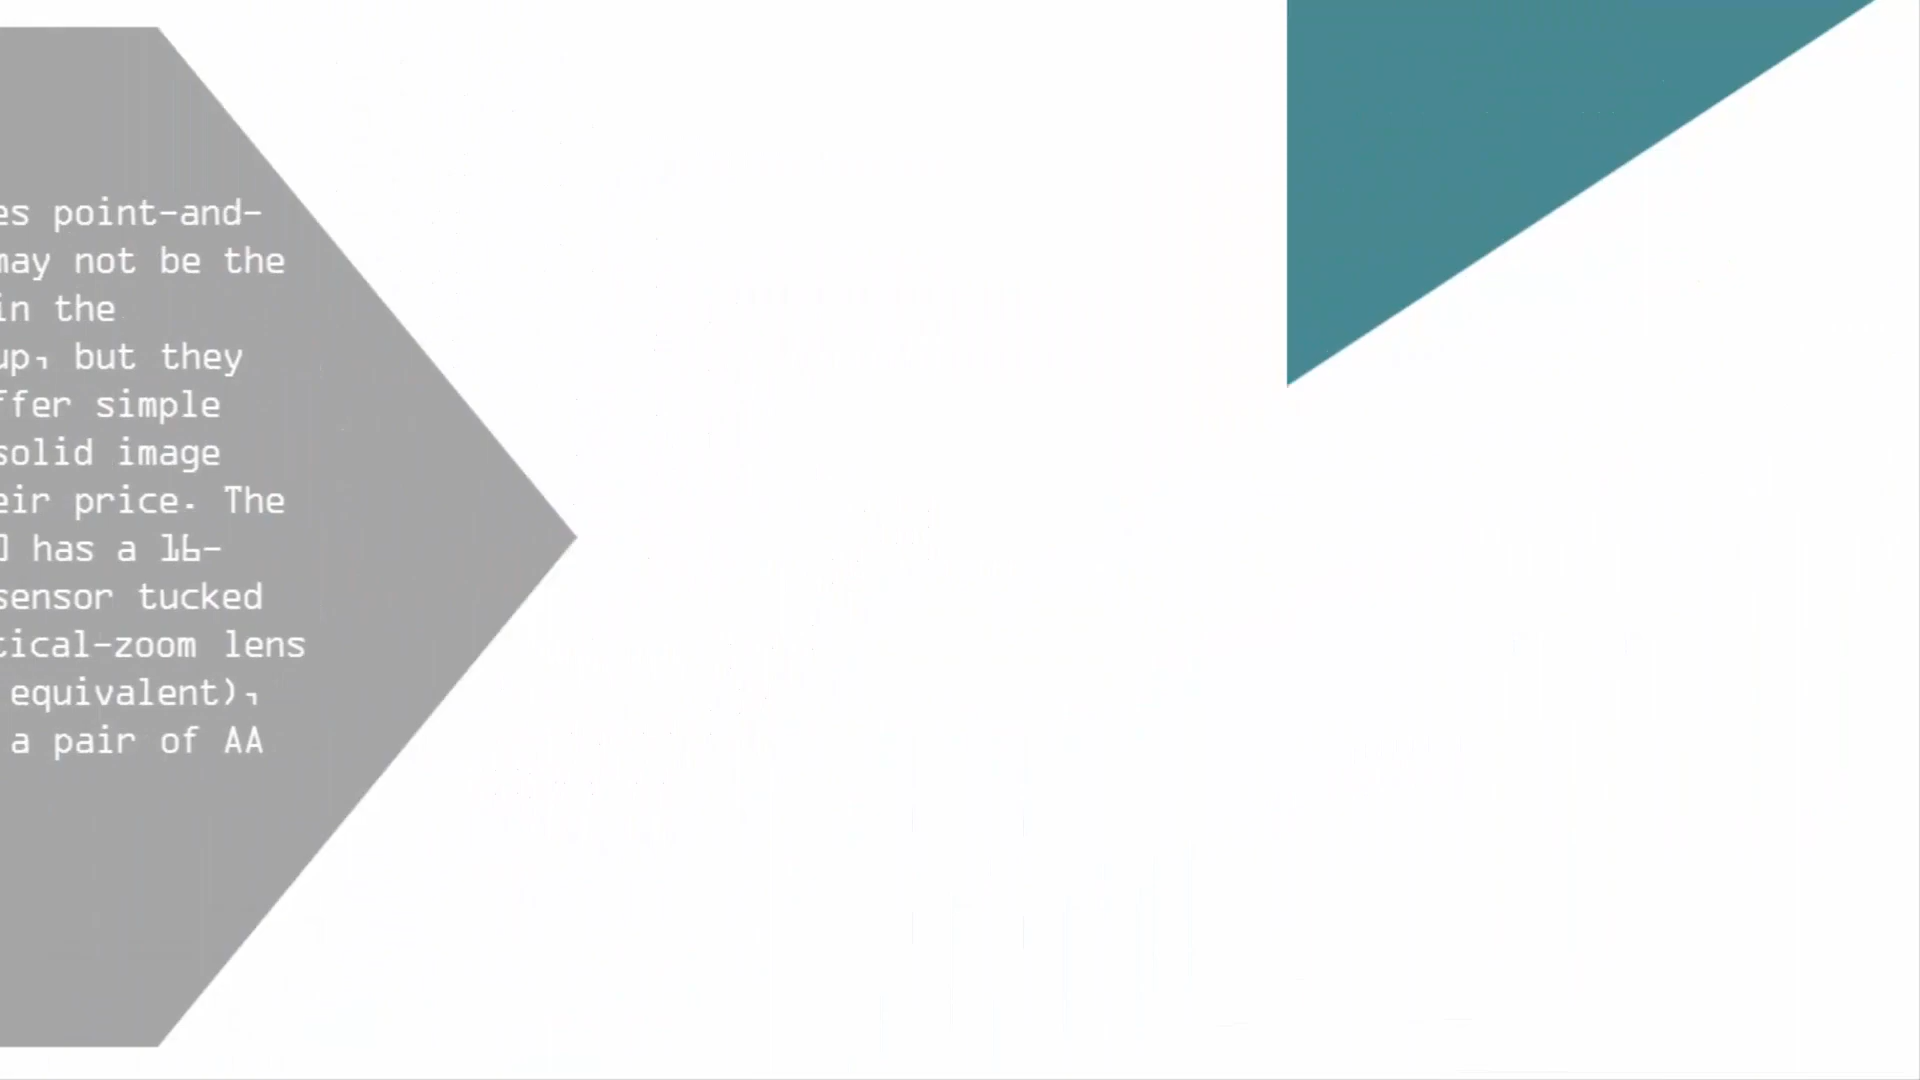 es point-and-
may not be the
in the
up, but they
ffer simple
solid image
eir price. The
has a 16-
sensor tucked
tical-zoom lens
equivalent),
a pair of AA